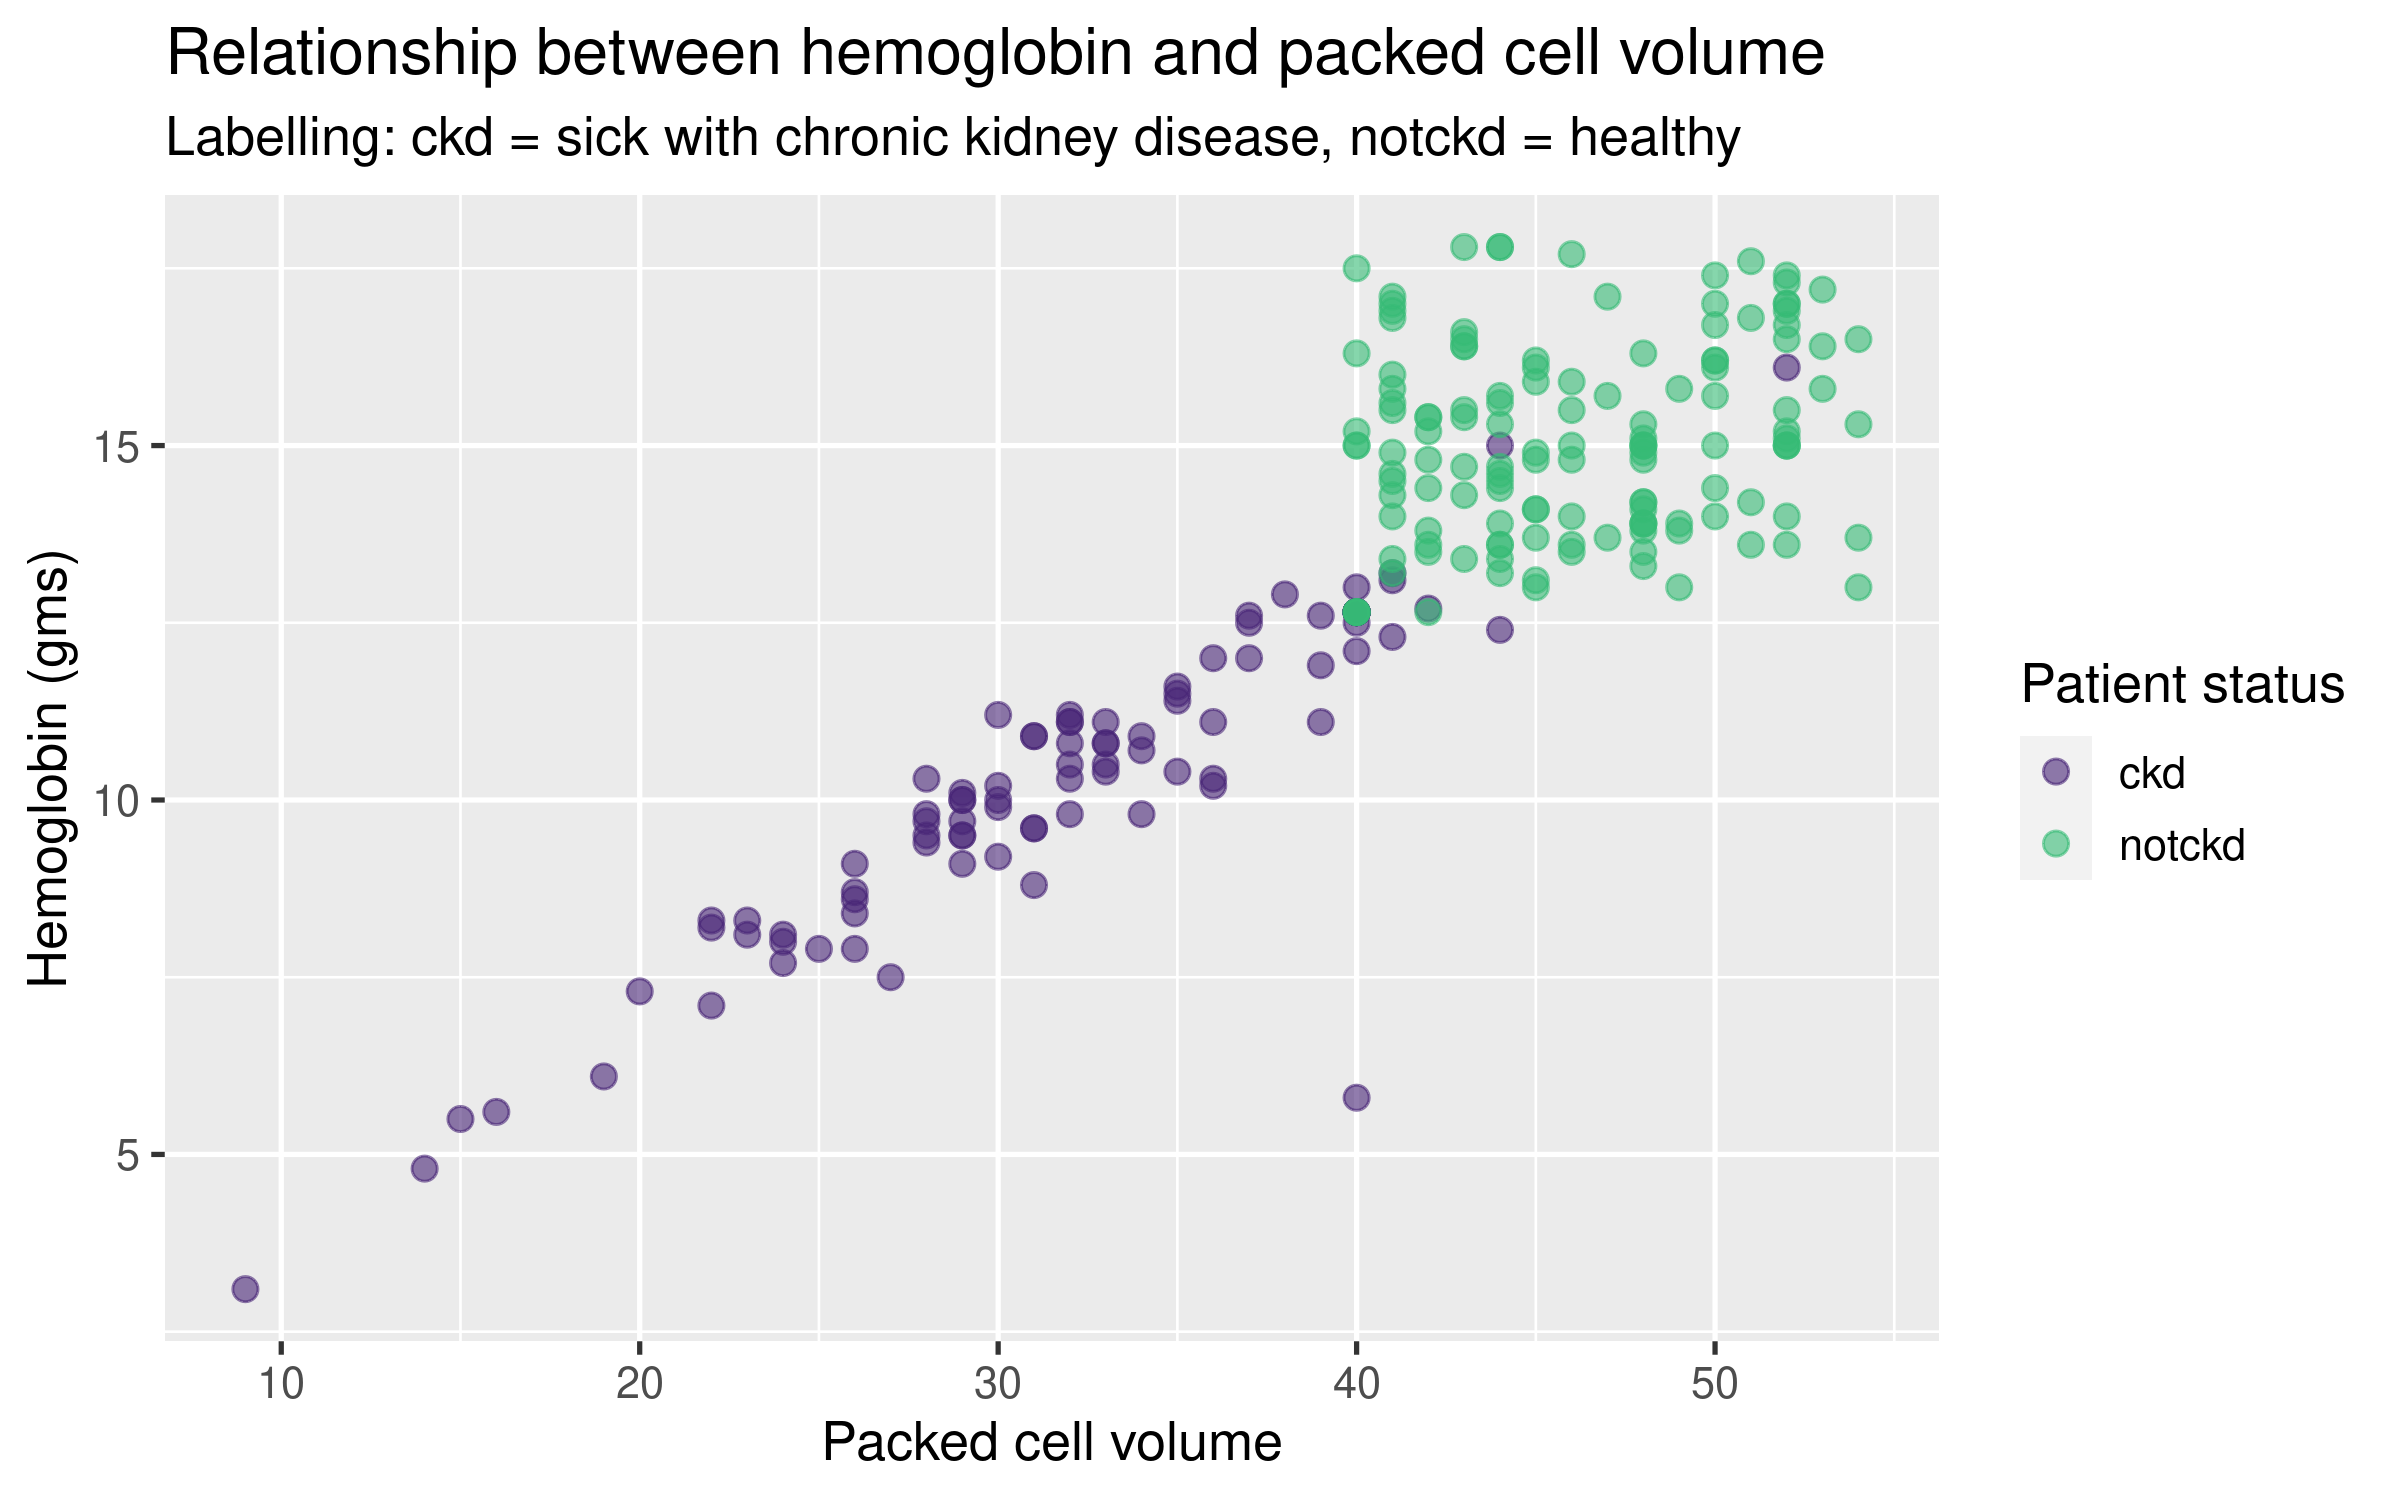 Relationship between hemoglobin and packed cell volume
Labelling: ckd = sick with chronic kidney disease, notckd = healthy
Hemoglobin (gms)
15
10
5
10 20 30 40 50
Packed cell volume
Patient status
ckd
notckd